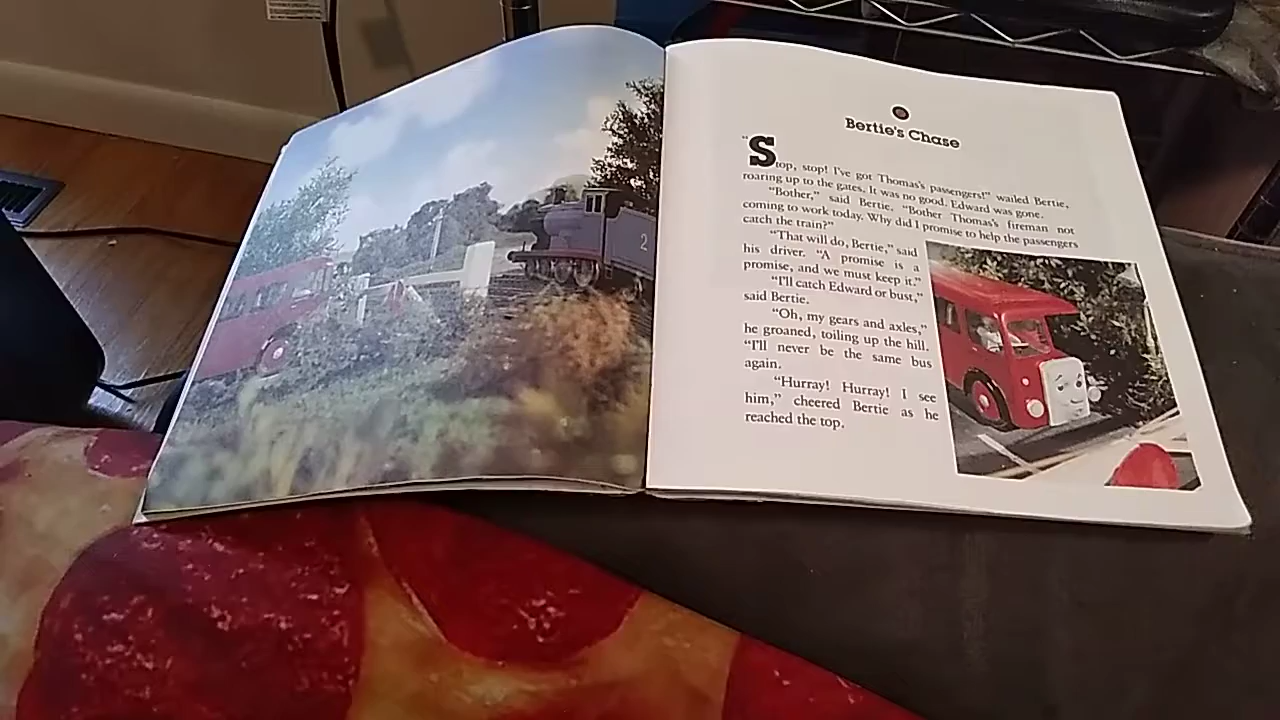 Bertie's Chase
"Stop, stop! I've got Thomas's passengers!" wailed Bertie,
roaring up to the gates. It was no good. Edward was gone.
"Bother," said Bertie. "Bother Thomas's fireman not
coming to work today. Why did I promise to help the passengers
catch the train?"
"That will do, Bertie," said
his driver. "A promise is a
promise, and we must keep it."
"I'll catch Edward or bust,"
said Bertie.
"Oh, my gears and axles,"
he groaned, toiling up the hill.
"I'll never be the same bus
again.
"Hurray! Hurray! I see
him," cheered Bertie as he
reached the top.
2